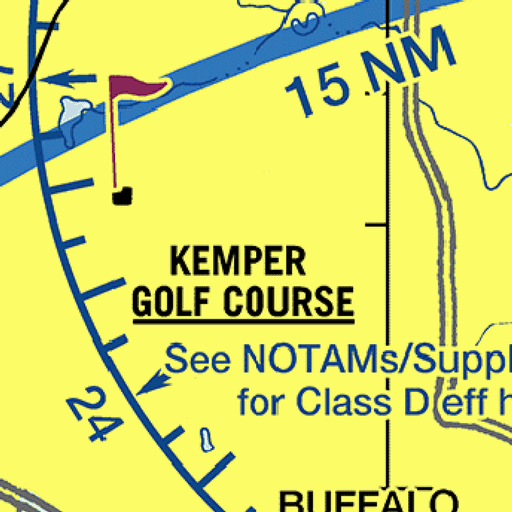 15 NM
KEMPER
GOLF COURSE
See NOTAMs/Suppl
for Class D eff h
24
BUFFALO